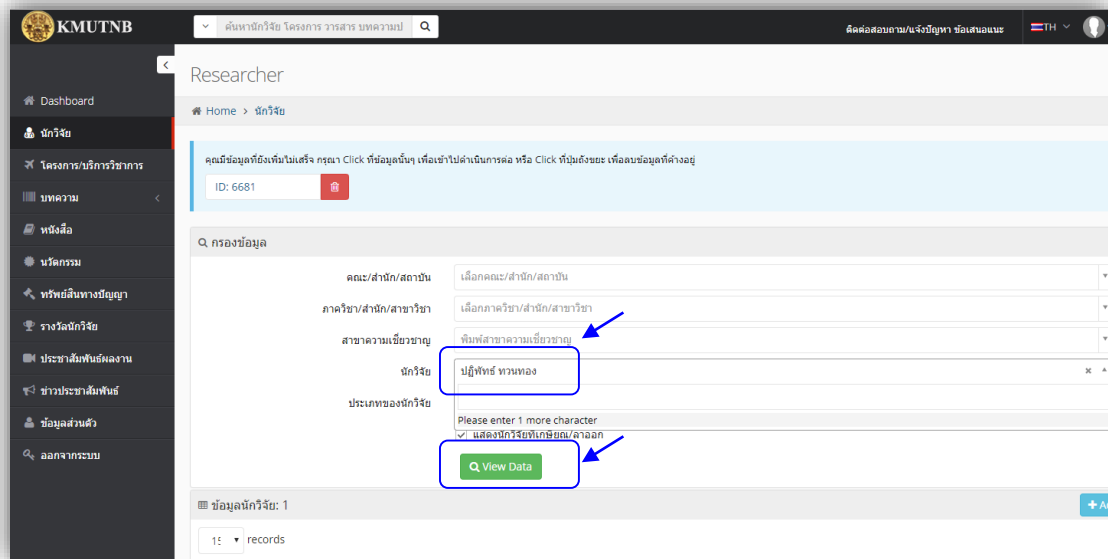 KMUTNB
ค้นหานักวิจัย โครงการ วารสาร บทความป
ติดต่อสอบถาม/แจ้งปัญหา ข้อเสนอแนะ
TH
Researcher
Home > นักวิจัย
Dashboard
นักวิจัย
โครงการ/บริการวิชาการ
บทความ
หนังสือ
นวัตกรรม
ทรัพย์สินทางปัญญา
รางวัลนักวิจัย
ประชาสัมพันธ์ผลงาน
ข่าวประชาสัมพันธ์
ข้อมูลส่วนตัว
ออกจากระบบ
คุณมีข้อมูลที่ยังเพิ่มไม่เสร็จ กรุณา Click ที่ข้อมูลนั้นๆ เพื่อเข้าไปดำเนินการต่อ หรือ Click ที่ปุ่มถังขยะ เพื่อลบข้อมูลที่ค้างอยู่
ID: 6681
กรองข้อมูล
คณะ/สำนัก/สถาบัน เลือกคณะ/สำนัก/สถาบัน
ภาควิชา/สำนัก/สาขาวิชา เลือกภาควิชา/สำนัก/สาขาวิชา
สาขาความเชี่ยวชาญ พิมพ์สาขาความเชี่ยวชาญ
นักวิจัย ปฏิพัทธ์ ทวนทอง
ประเภทของนักวิจัย
Please enter 1 more character
แสดงนักวิจัยที่เกษียณ/ลาออก
View Data
ข้อมูลนักวิจัย: 1
records